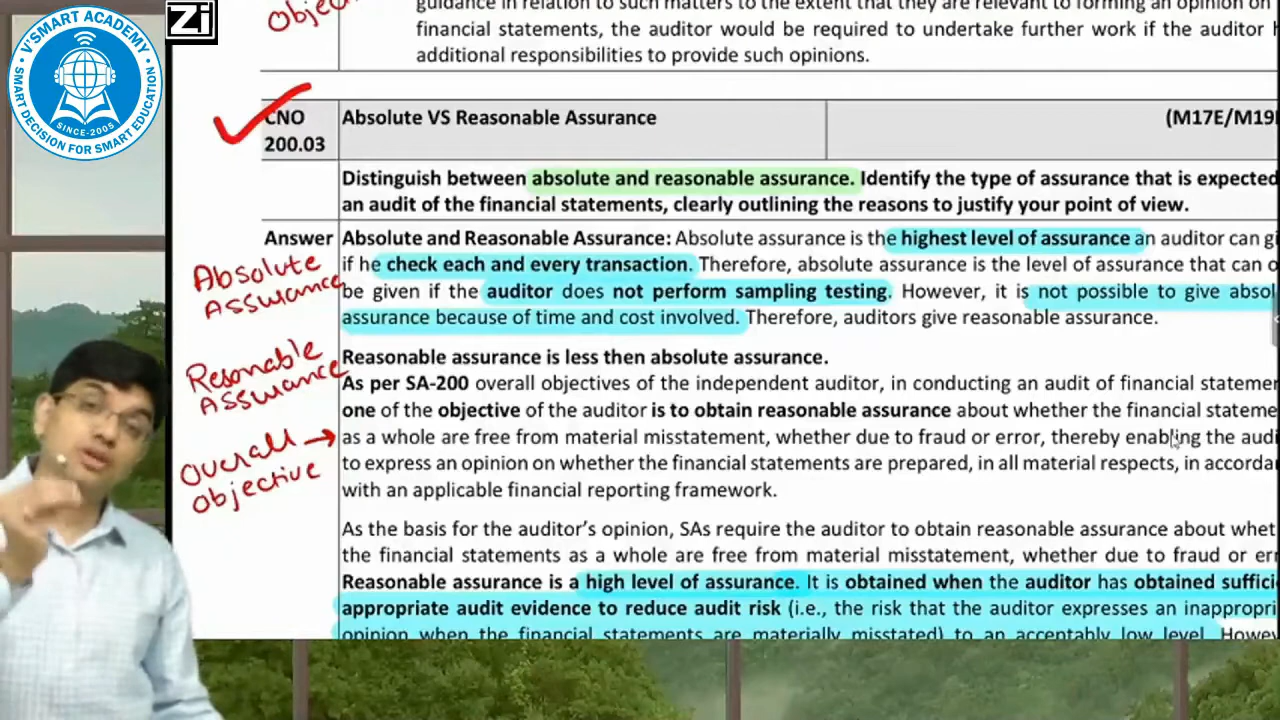 V'SMART ACADEMY
SMART DECISION FOR SMART EDUCATION
SINCE-2005
Zi
guidance in relation to such matters to the extent that they are relevant to forming an opinion on
financial statements, the auditor would be required to undertake further work if the auditor
additional responsibilities to provide such opinions.
CNO
200.03
Absolute VS Reasonable Assurance
(M17E/M19
Distinguish between absolute and reasonable assurance. Identify the type of assurance that is expected
an audit of the financial statements, clearly outlining the reasons to justify your point of view.
Answer
Absolute and Reasonable Assurance: Absolute assurance is the highest level of assurance an auditor can
if he check each and every transaction. Therefore, absolute assurance is the level of assurance that can
be given if the auditor does not perform sampling testing. However, it is not possible to give
assurance because of time and cost involved. Therefore, auditors give reasonable assurance.
Reasonable assurance is less then absolute assurance.
As per SA-200 overall objectives of the independent auditor, in conducting an audit of financial
one of the objective of the auditor is to obtain reasonable assurance about whether the financial
as a whole are free from material misstatement, whether due to fraud or error, thereby enabling the
to express an opinion on whether the financial statements are prepared, in all material respects, in
with an applicable financial reporting framework.
As the basis for the auditor's opinion, SAs require the auditor to obtain reasonable assurance about
the financial statements as a whole are free from material misstatement, whether due to fraud or
Reasonable assurance is a high level of assurance. It is obtained when the auditor has obtained
appropriate audit evidence to reduce audit risk (i.e., the risk that the auditor expresses an
opinion when the financial statements are materially misstated) to an acceptably low level.
Absolute
Assurance
Resonable
Assurance
Overall
objective